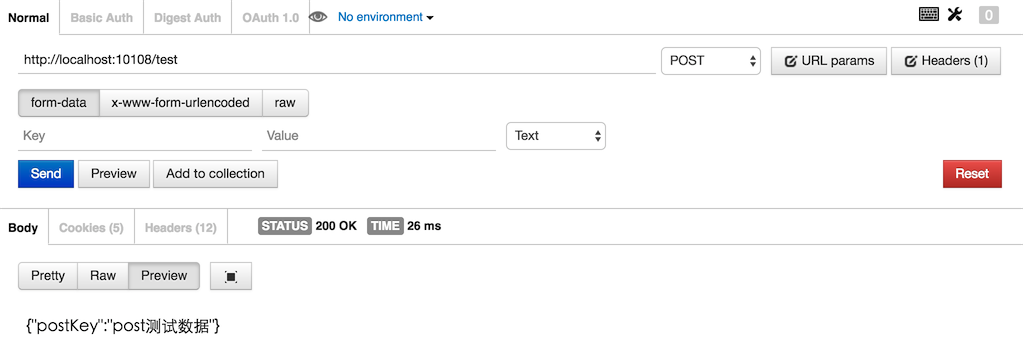 Normal Basic Auth Digest Auth OAuth 1.0 No environment 0
http://localhost:10108/test POST URL params Headers (1)
form-data x-www-form-urlencoded raw
Key Value Text
Send Preview Add to collection Reset
Body Cookies (5) Headers (12) STATUS 200 OK TIME 26 ms
Pretty Raw Preview
{"postKey":"post测试数据"}